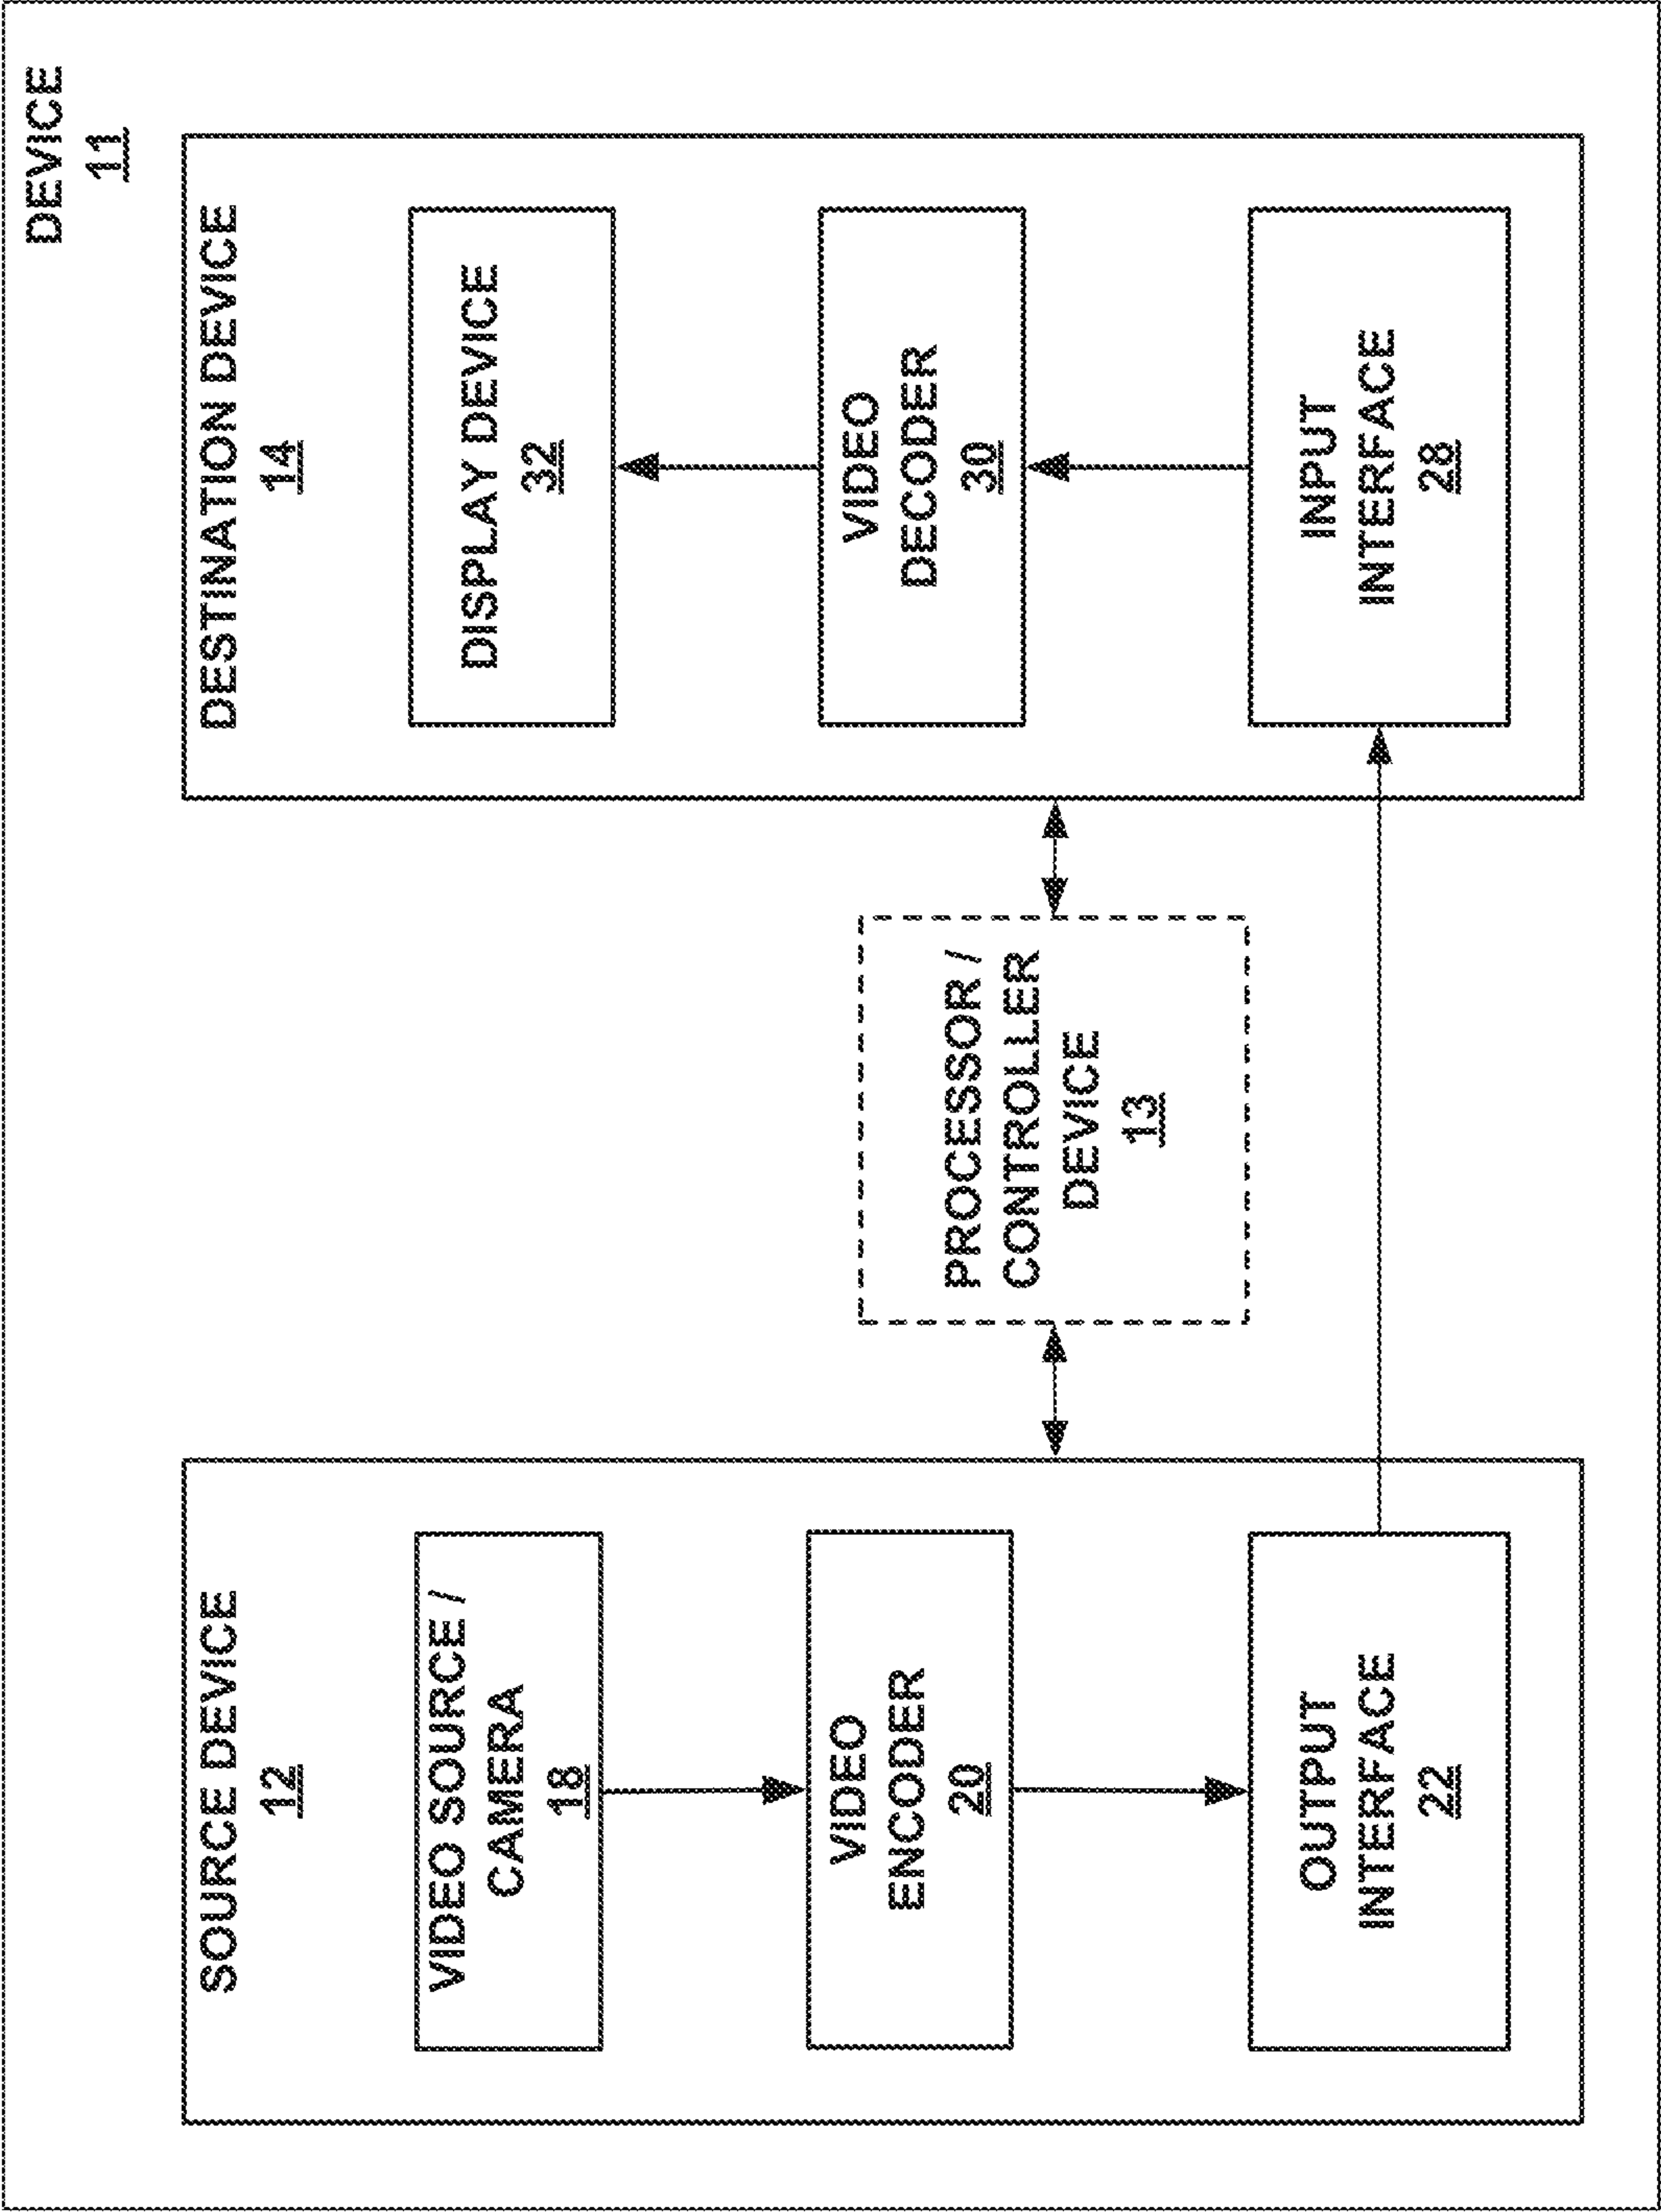 DEVICE
11
SOURCE DEVICE
12
VIDEO SOURCE /
CAMERA
18
VIDEO
ENCODER
20
OUTPUT
INTERFACE
22
PROCESSOR /
CONTROLLER
DEVICE
13
DESTINATION DEVICE
14
DISPLAY DEVICE
32
VIDEO
DECODER
30
INPUT
INTERFACE
28